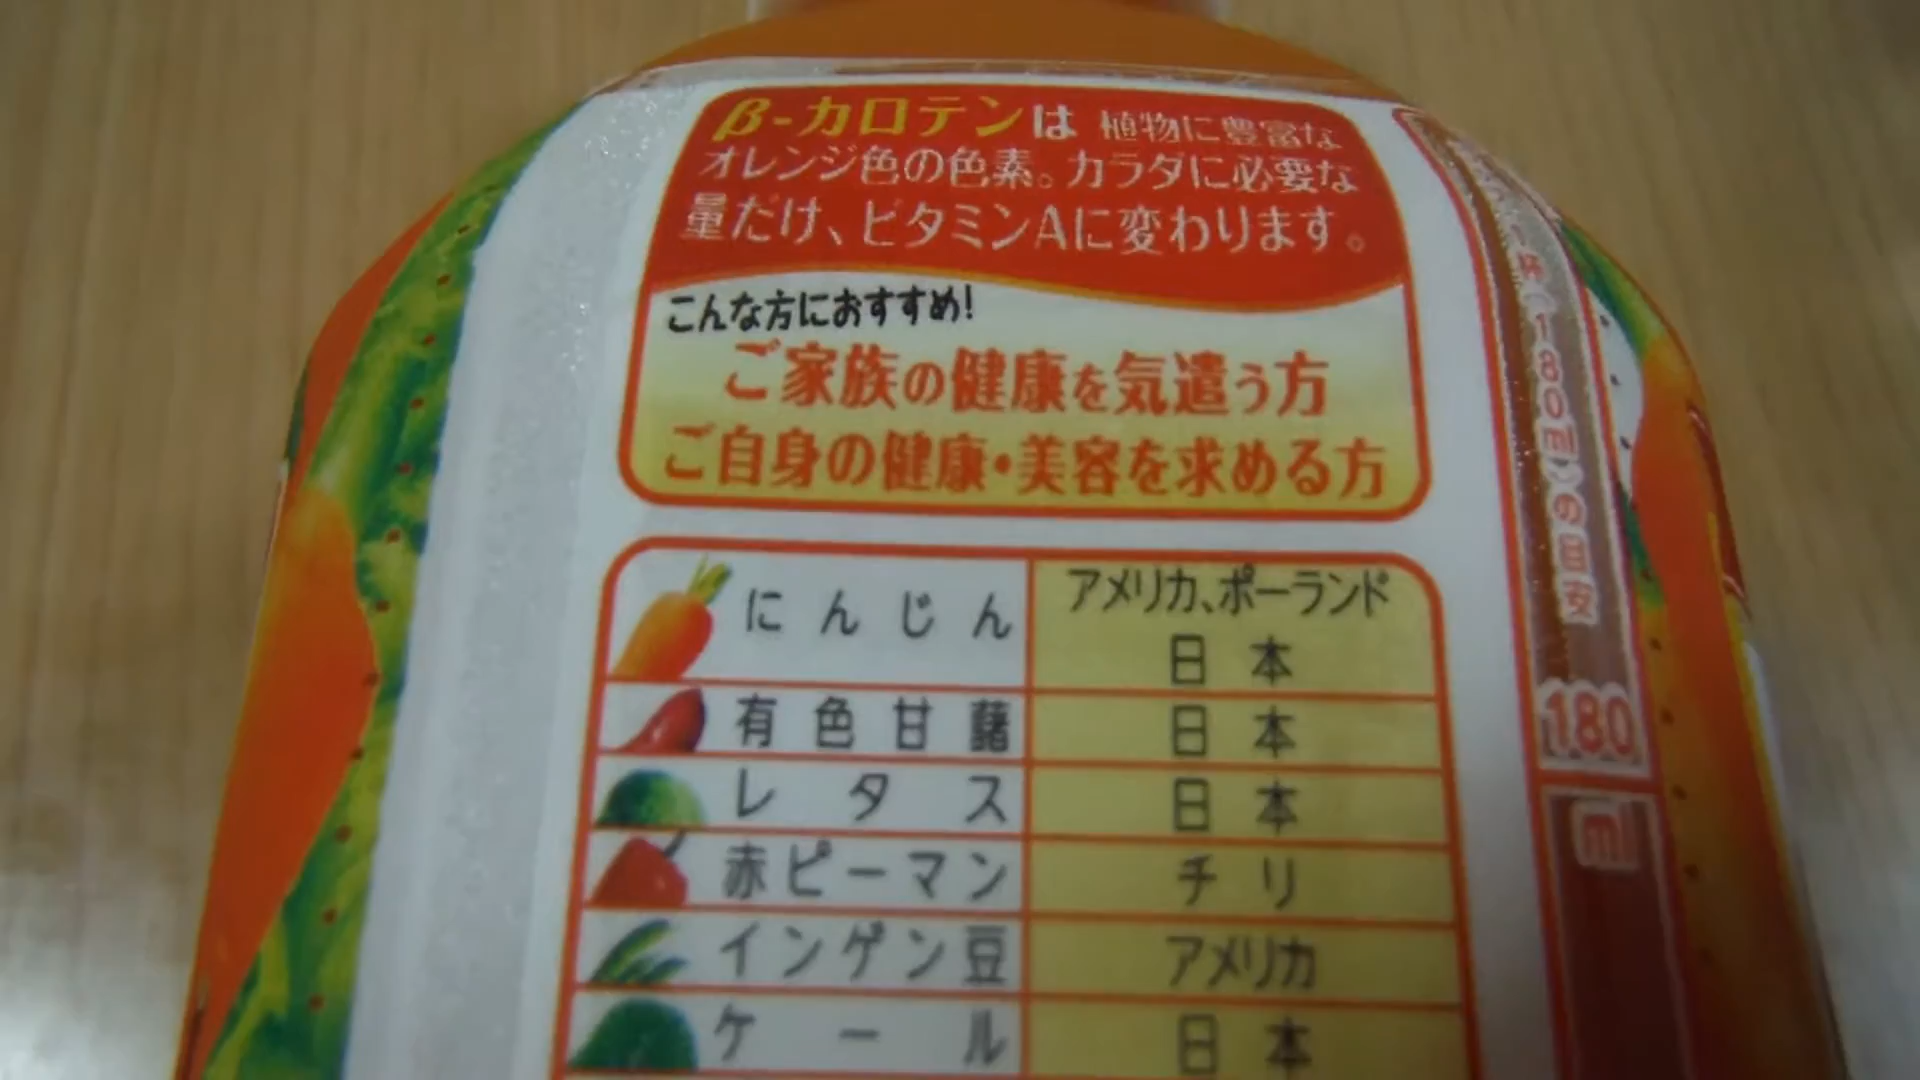 β-カロテンは 植物に豊富な
オレンジ色の色素。カラダに必要な
量だけ、ビタミンAに変わります。
こんな方におすすめ!
ご家族の健康を気遣う方
ご自身の健康・美容を求める方
にんじん アメリカ、ポーランド
日本
有色甘藷 日本
レタス 日本
赤ピーマン チリ
インゲン豆 アメリカ
ケール 日本
杯(180ml)の目安
180
ml